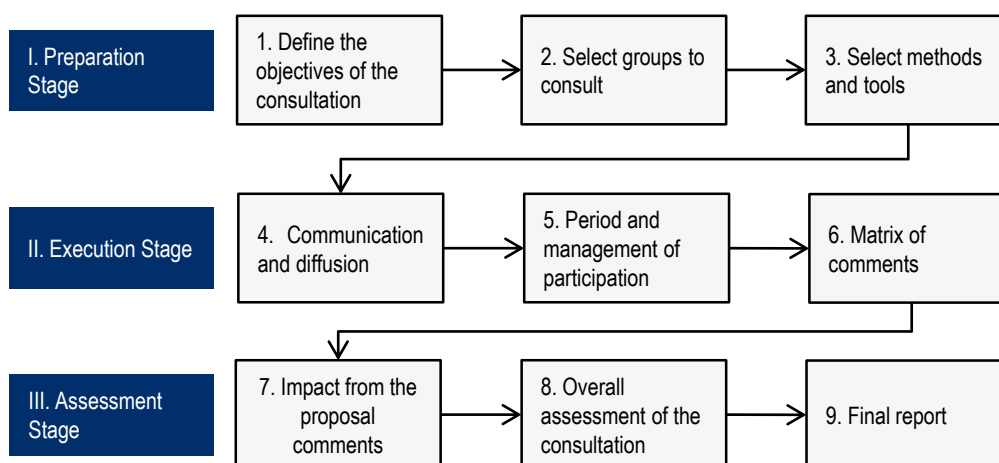 I. Preparation
Stage
1. Define the
objectives of the
consultation
2. Select groups to
consult
3. Select methods
and tools
II. Execution Stage
4. Communication
and diffusion
5. Period and
management of
participation
6. Matrix of
comments
III. Assessment
Stage
7. Impact from the
proposal
comments
8. Overall
assessment of the
consultation
9. Final report